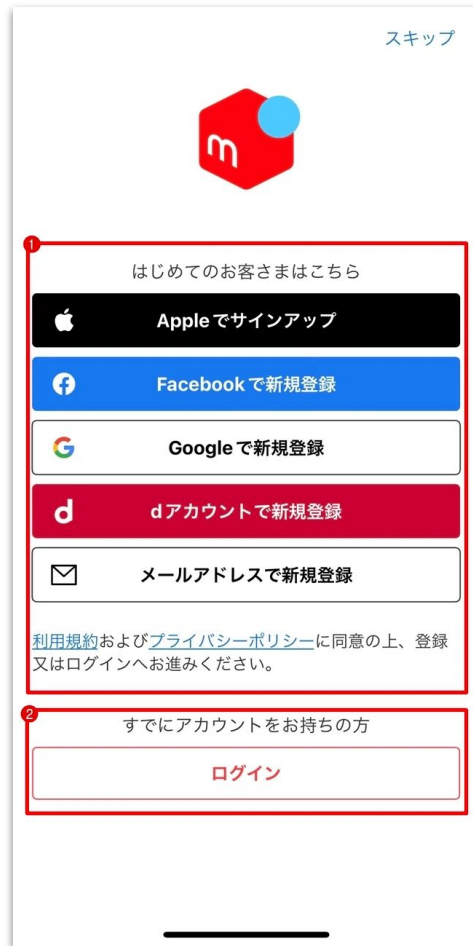 スキップ
m
1
はじめてのお客さまはこちら
Appleでサインアップ
Facebookで新規登録
Googleで新規登録
dアカウントで新規登録
メールアドレスで新規登録
利用規約およびプライバシーポリシーに同意の上、登録
又はログインへお進みください。
2
すでにアカウントをお持ちの方
ログイン